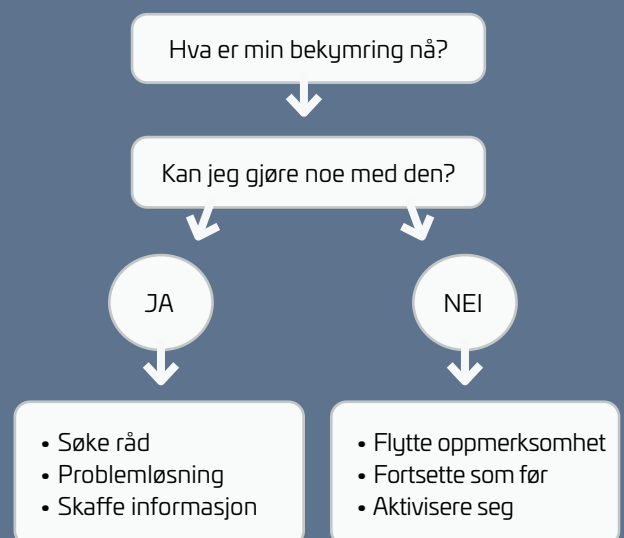 Hva er min bekymring nå?
Kan jeg gjøre noe med den?
JA
NEI
• Søke råd
• Problemløsning
• Skaffe informasjon
• Flytte oppmerksomhet
• Fortsette som før
• Aktivisere seg